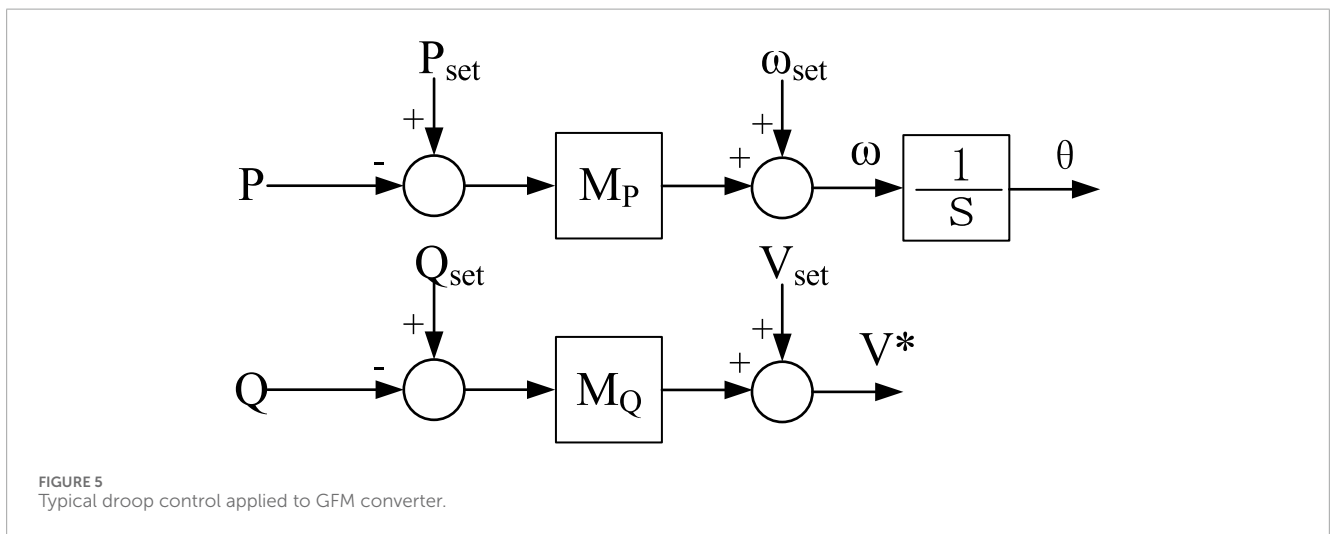 P_set
ω_set
+
+
-
+
ω
θ
P
M_P
1
S
Q_set
V_set
+
+
-
+
V*
Q
M_Q
FIGURE 5
Typical droop control applied to GFM converter.